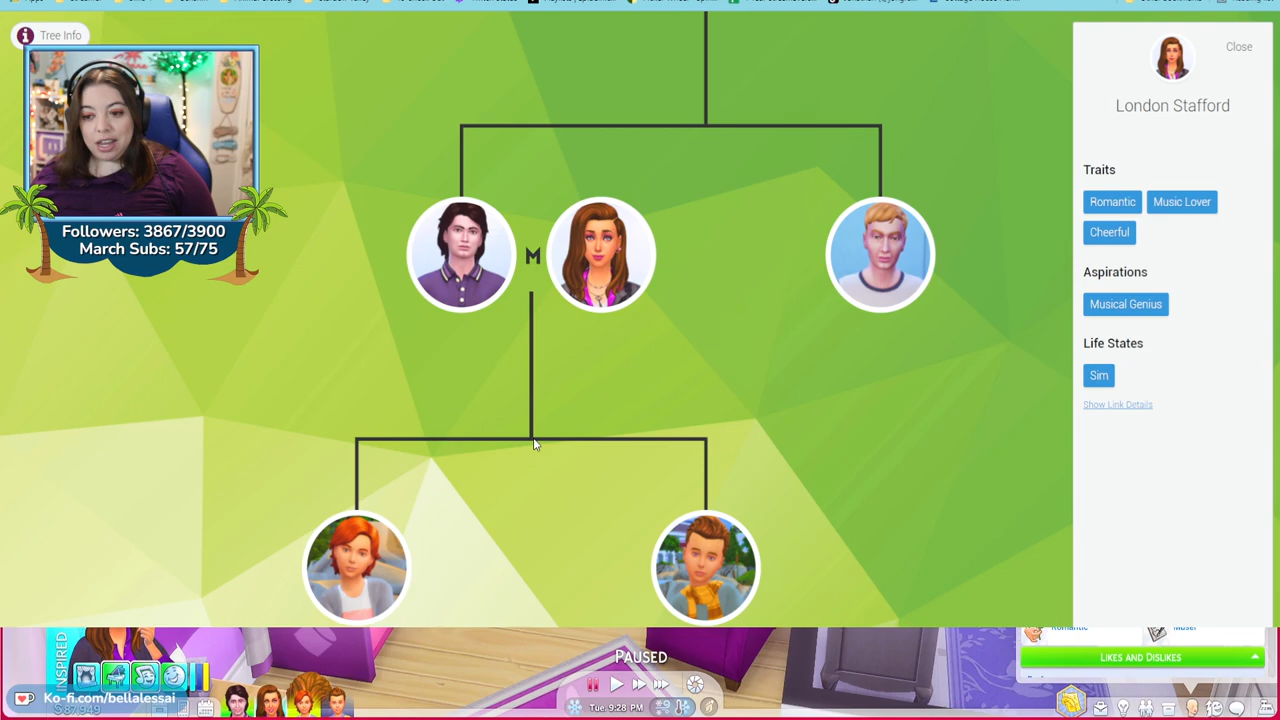 Tree Info
Close
London Stafford
Traits
Romantic
Music Lover
Cheerful
Aspirations
Musical Genius
Life States
Sim
Show Link Details
M
Followers: 3867/3900
March Subs: 57/75
INSPIRED
PAUSED
LIKES AND DISLIKES
Ko-fi.com/bellalessai
Tue. 9:28 PM